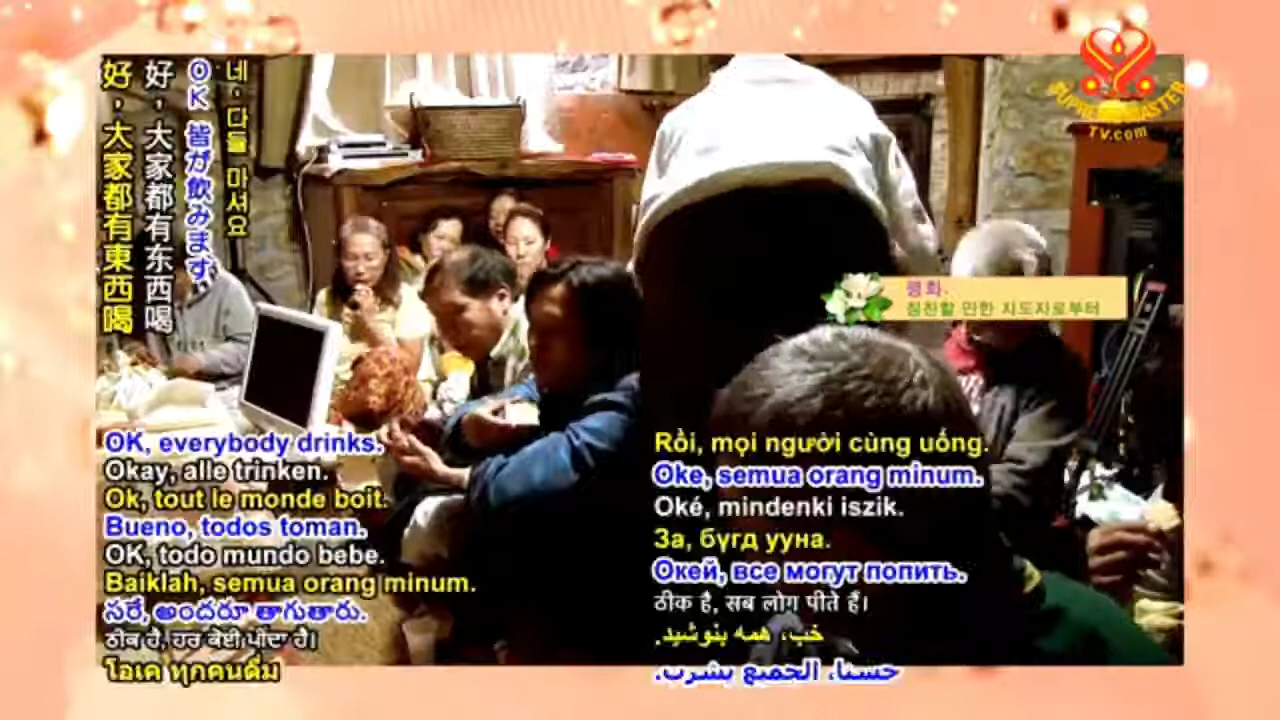 好，大家都有東西喝
好，大家都有东西喝
OK 皆が飲みます。
네, 다들 마셔요
SUPREME MASTER
TV.com
평화.
칭찬할 만한 지도자로부터
OK, everybody drinks.
Okay, alle trinken.
Ok, tout le monde boit.
Bueno, todos toman.
OK, todo mundo bebe.
Baiklah, semua orang minum.
సరే, అందరూ తాగుతారు.
ਠੀਕ ਹੈ, ਹਰ ਕੋਈ ਪੀਂਦਾ ਹੈ।
โอเค ทุกคนดื่ม
Rồi, mọi người cùng uống.
Oke, semua orang minum.
Oké, mindenki iszik.
За, бүгд ууна.
Окей, все могут попить.
ठीक है, सब लोग पीते हैं।
خب، همه بنوشید.
حسنا، الجميع يشرب.